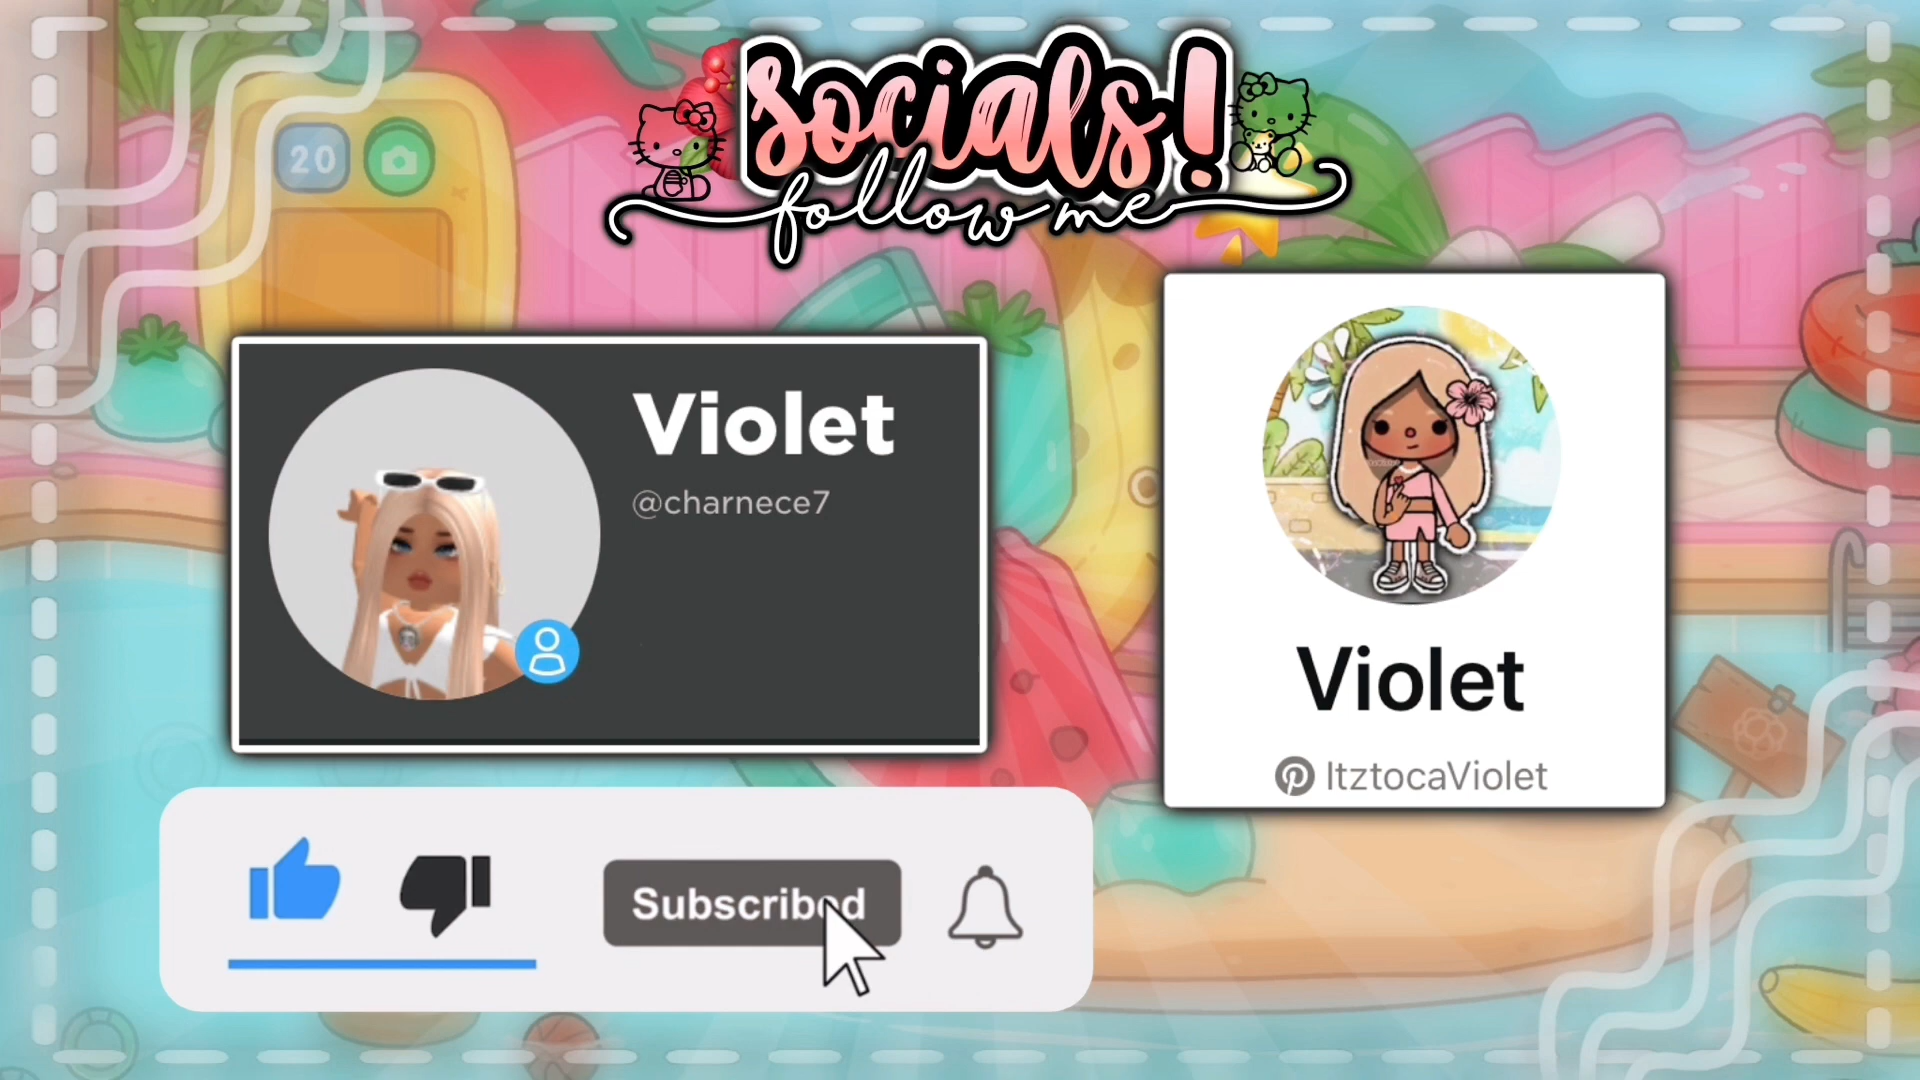 socials!
follow me
20
Violet
@charnece7
Violet
ItztocaViolet
Subscribed